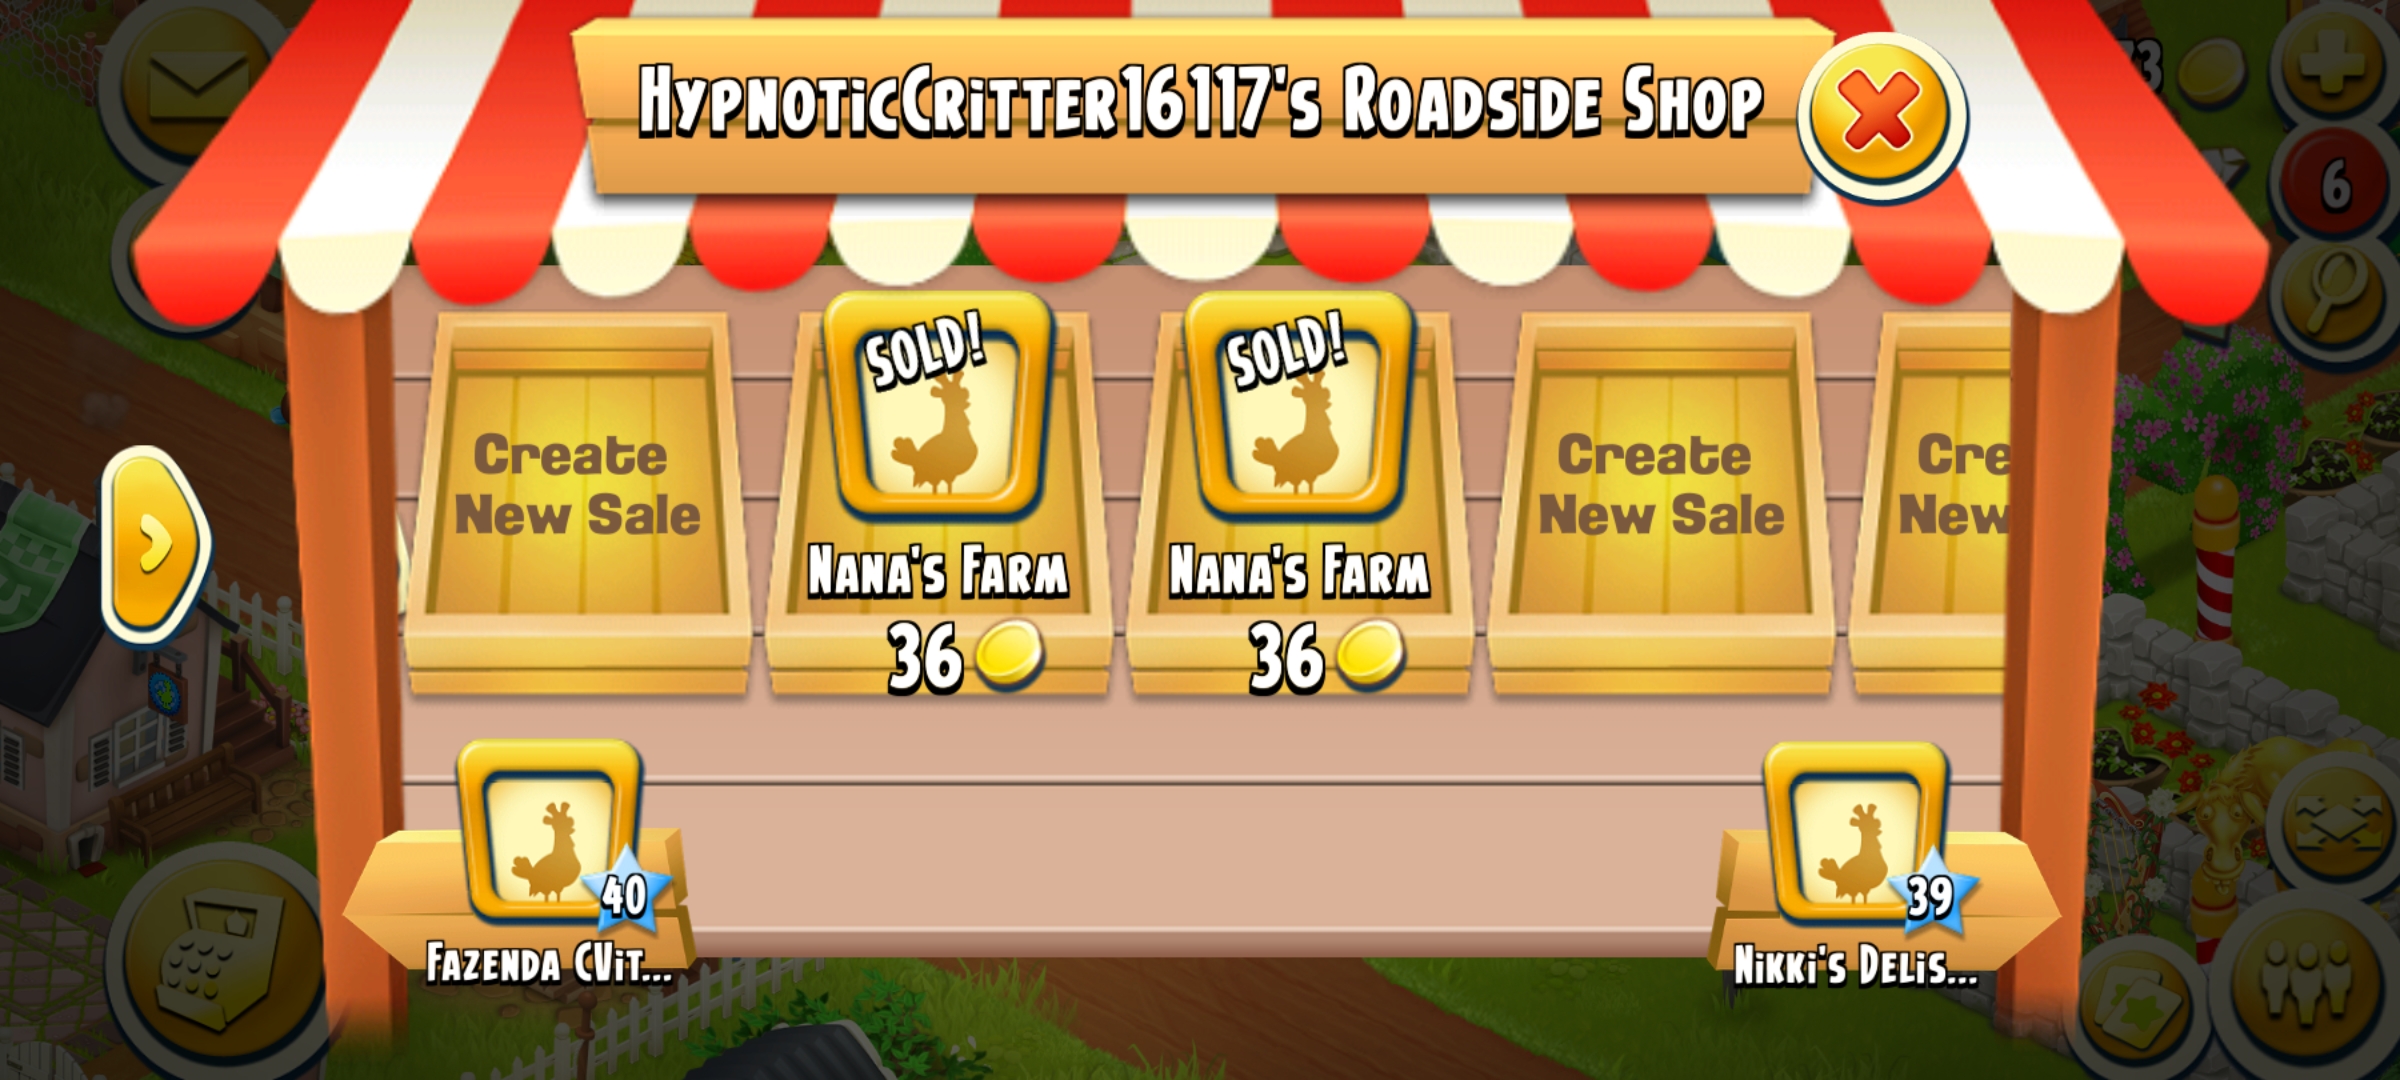 HypnoticCritter16117's Roadside Shop
6
Create
New Sale
SOLD!
Nana's Farm
36
SOLD!
Nana's Farm
36
Create
New Sale
Cre
New
40
Fazenda CVit...
39
Nikki's Delis...